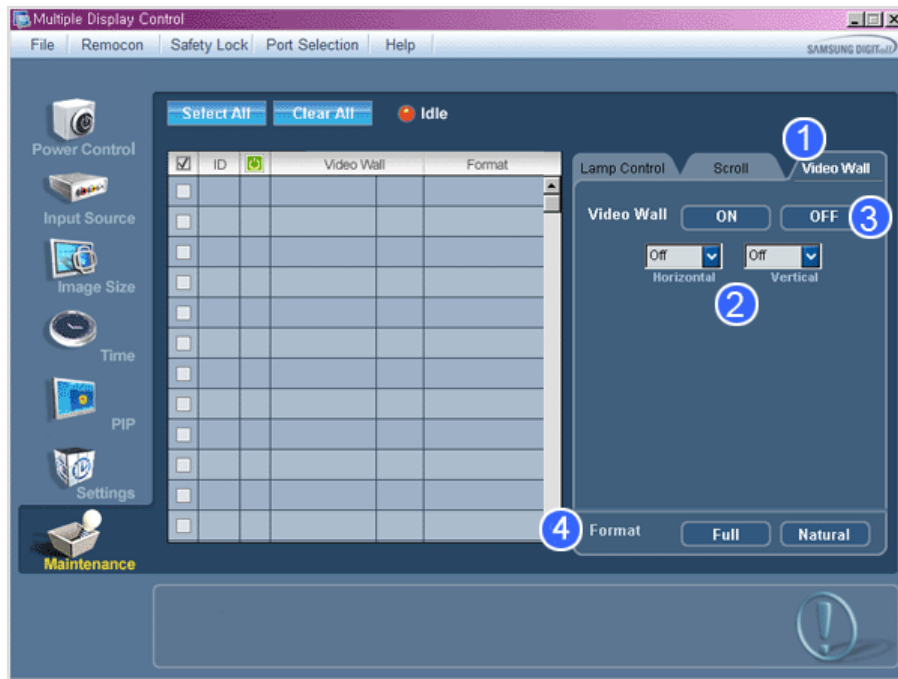 Multiple Display Control
File Remocon Safety Lock Port Selection Help
SAMSUNG DIGITall
Select All Clear All Idle
Power Control
Input Source
Image Size
Time
PIP
Settings
Maintenance
ID Video Wall Format
1
Lamp Control Scroll Video Wall
Video Wall ON OFF 3
Off Off
Horizontal Vertical
2
4 Format Full Natural